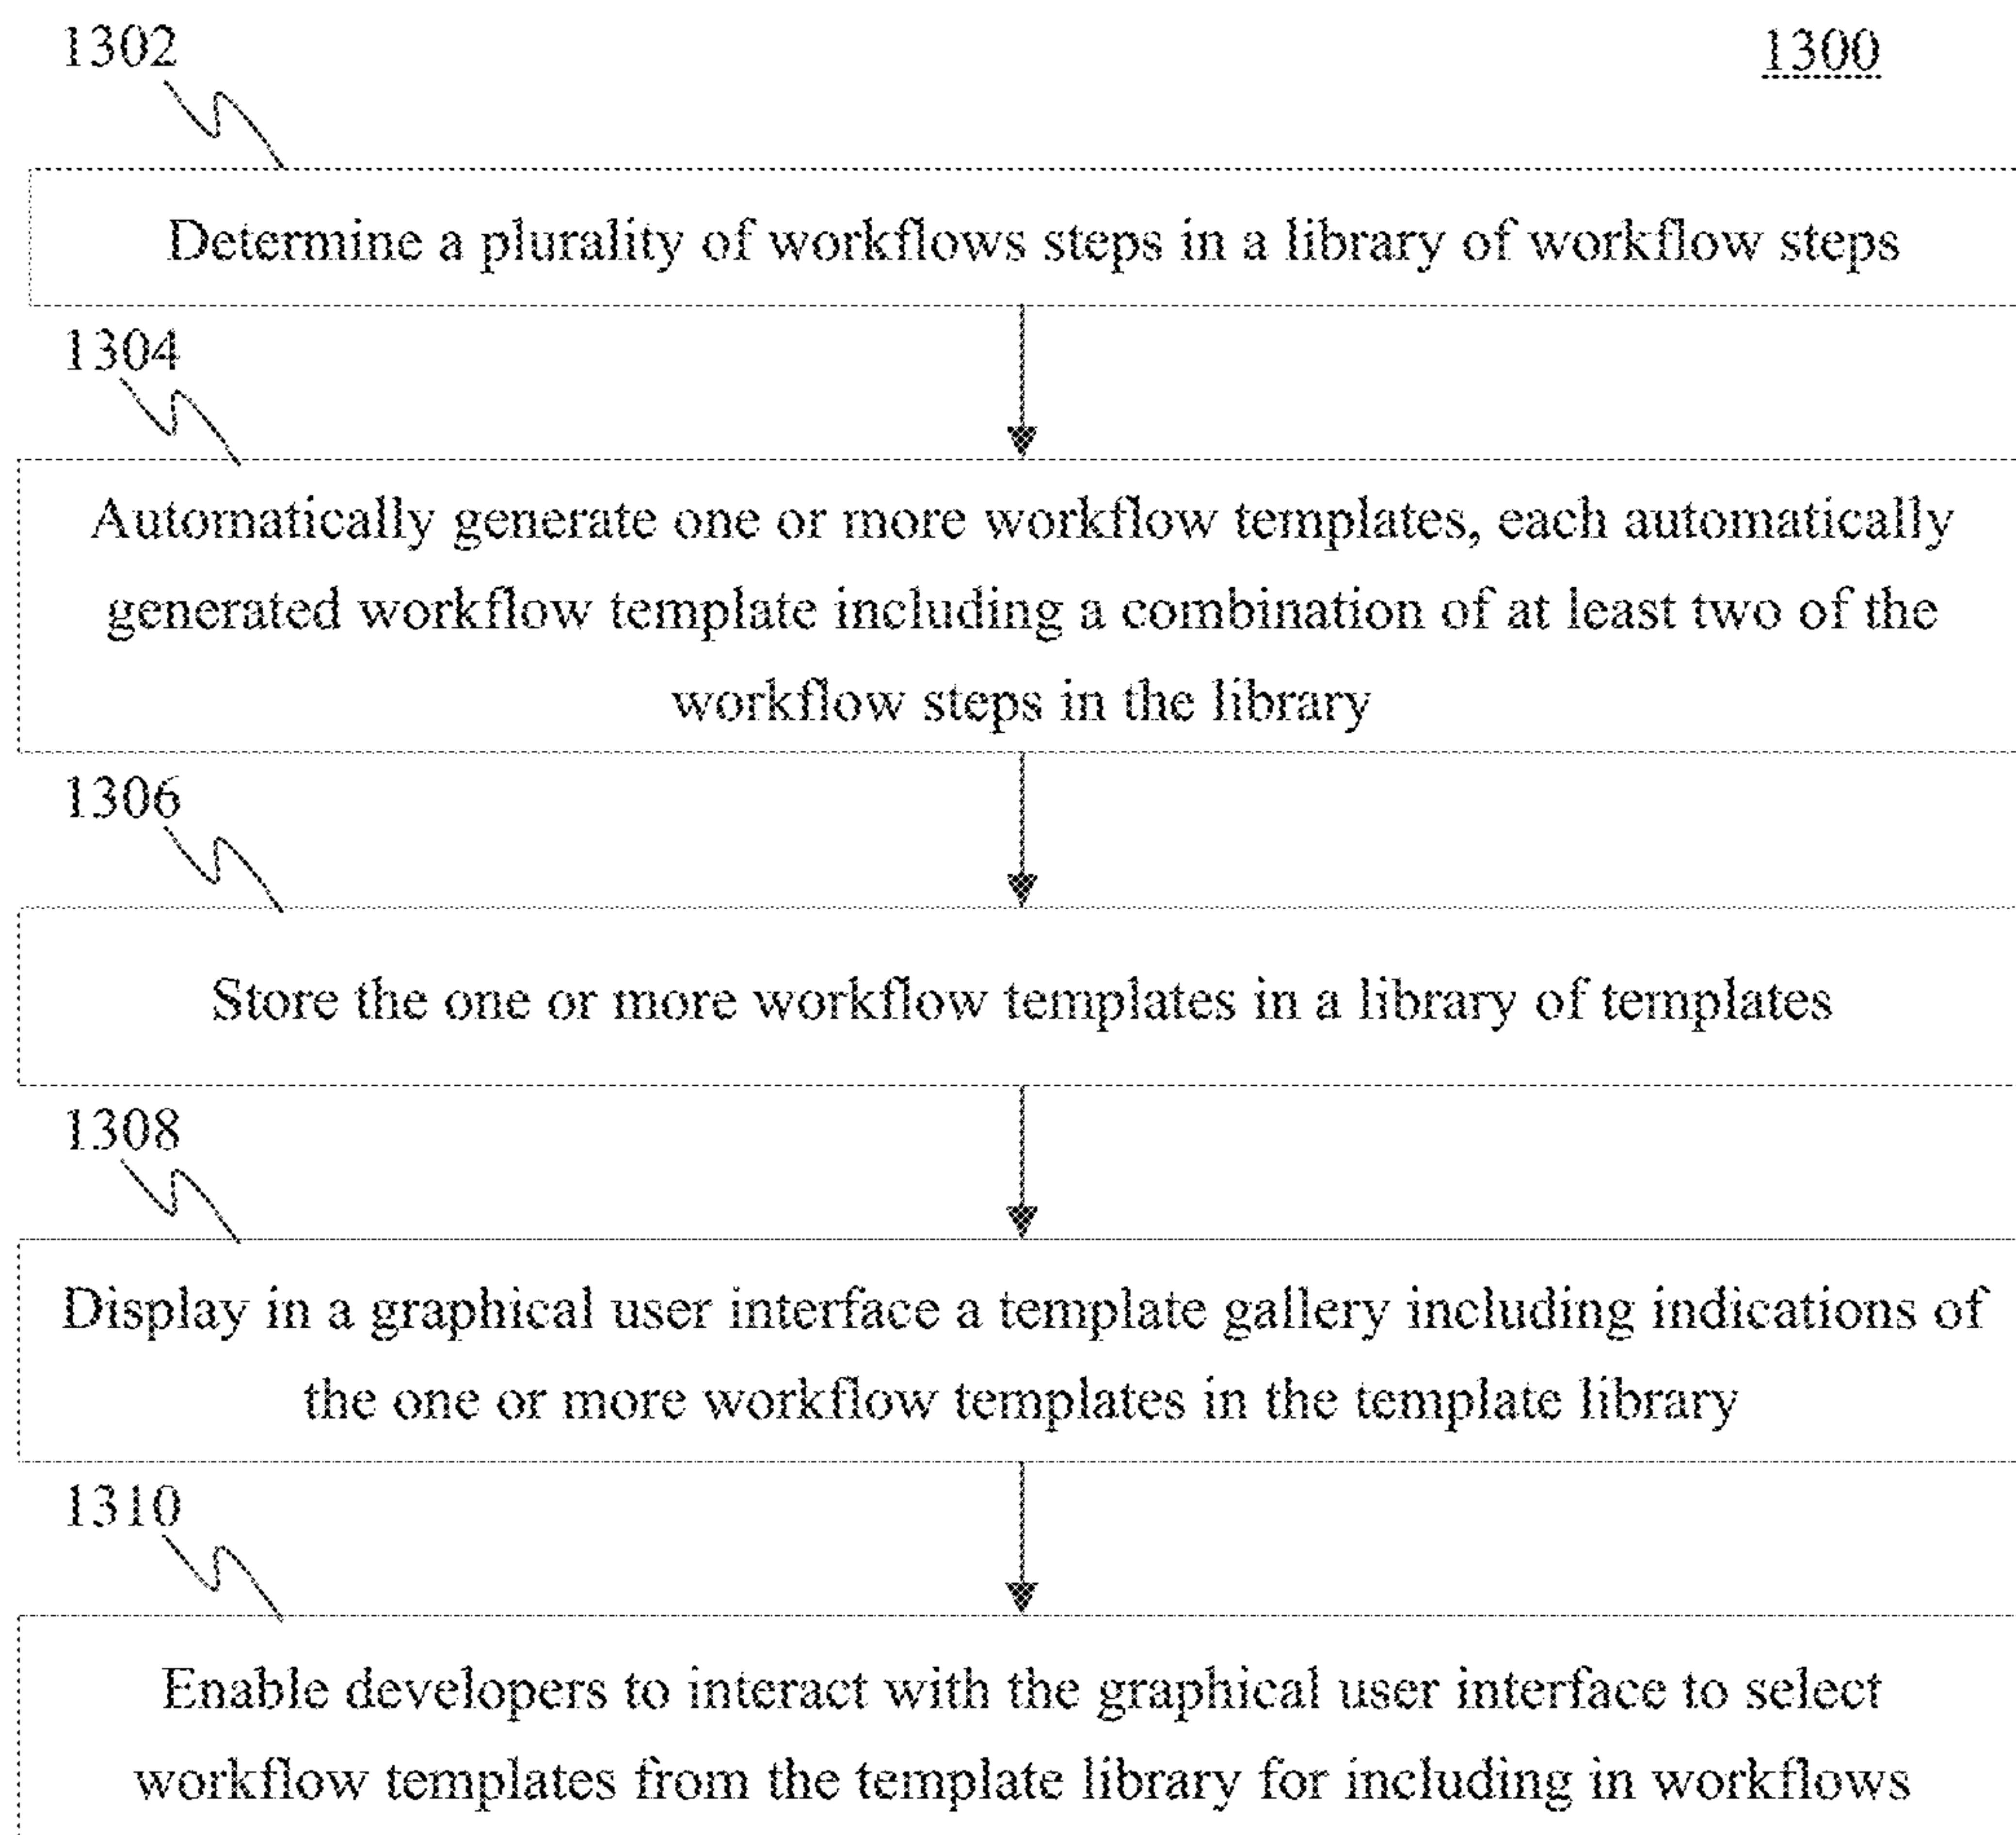 1302
1300
Determine a plurality of workflows steps in a library of workflow steps
1304
Automatically generate one or more workflow templates, each automatically
generated workflow template including a combination of at least two of the
workflow steps in the library
1306
Store the one or more workflow templates in a library of templates
1308
Display in a graphical user interface a template gallery including indications of
the one or more workflow templates in the template library
1310
Enable developers to interact with the graphical user interface to select
workflow templates from the template library for including in workflows